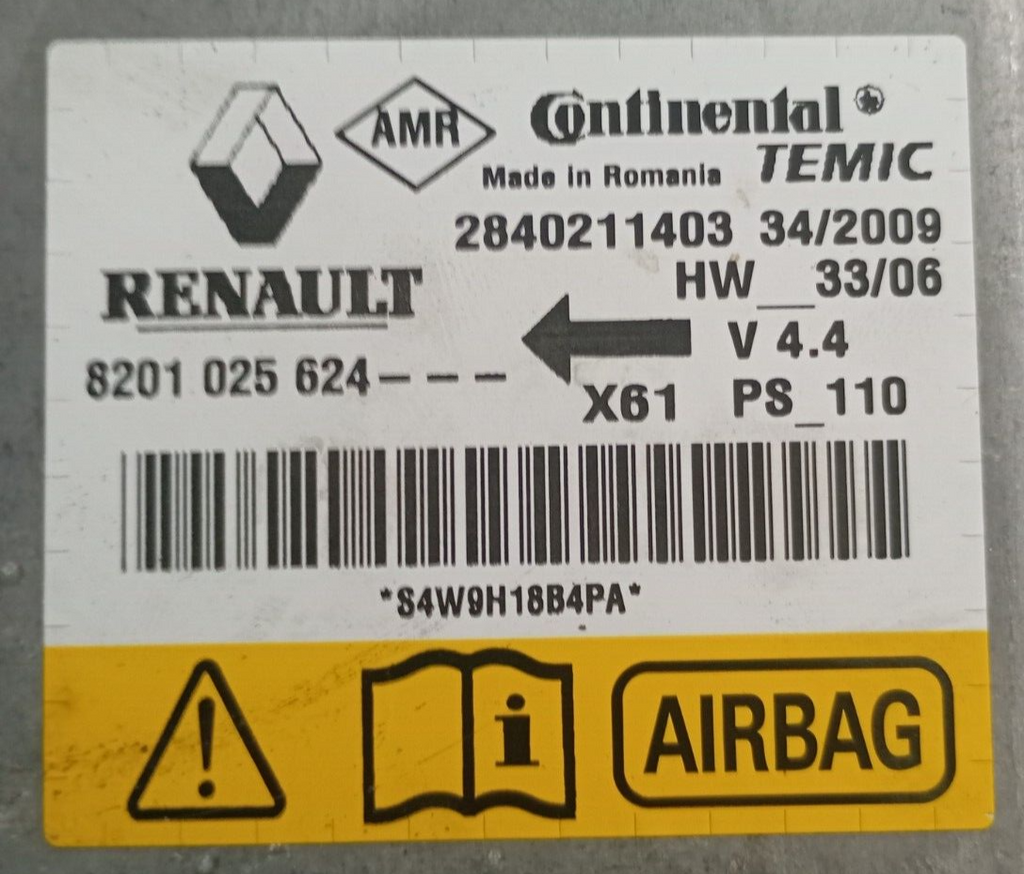 AMR
Continental
TEMIC
Made in Romania
2840211403 34/2009
RENAULT
HW__33/06
V 4.4
8201 025 624---
X61 PS_110
*S4W9H18B4PA*
i
AIRBAG